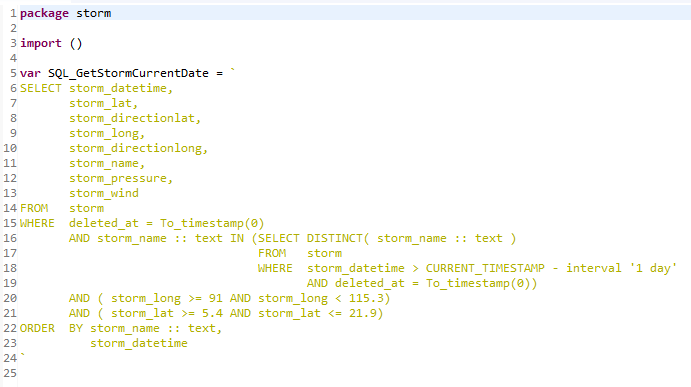 1 package storm
2
3 import ()
4
5 var SQL_GetStormCurrentDate = `
6 SELECT storm_datetime,
7        storm_lat,
8        storm_directionlat,
9        storm_long,
10        storm_directionlong,
11        storm_name,
12        storm_pressure,
13        storm_wind
14 FROM   storm
15 WHERE  deleted_at = To_timestamp(0)
16        AND storm_name :: text IN (SELECT DISTINCT( storm_name :: text )
17                                   FROM   storm
18                                   WHERE  storm_datetime > CURRENT_TIMESTAMP - interval '1 day'
19                                          AND deleted_at = To_timestamp(0))
20        AND ( storm_long >= 91 AND storm_long < 115.3)
21        AND ( storm_lat >= 5.4 AND storm_lat <= 21.9)
22 ORDER  BY storm_name :: text,
23           storm_datetime
24 `
25